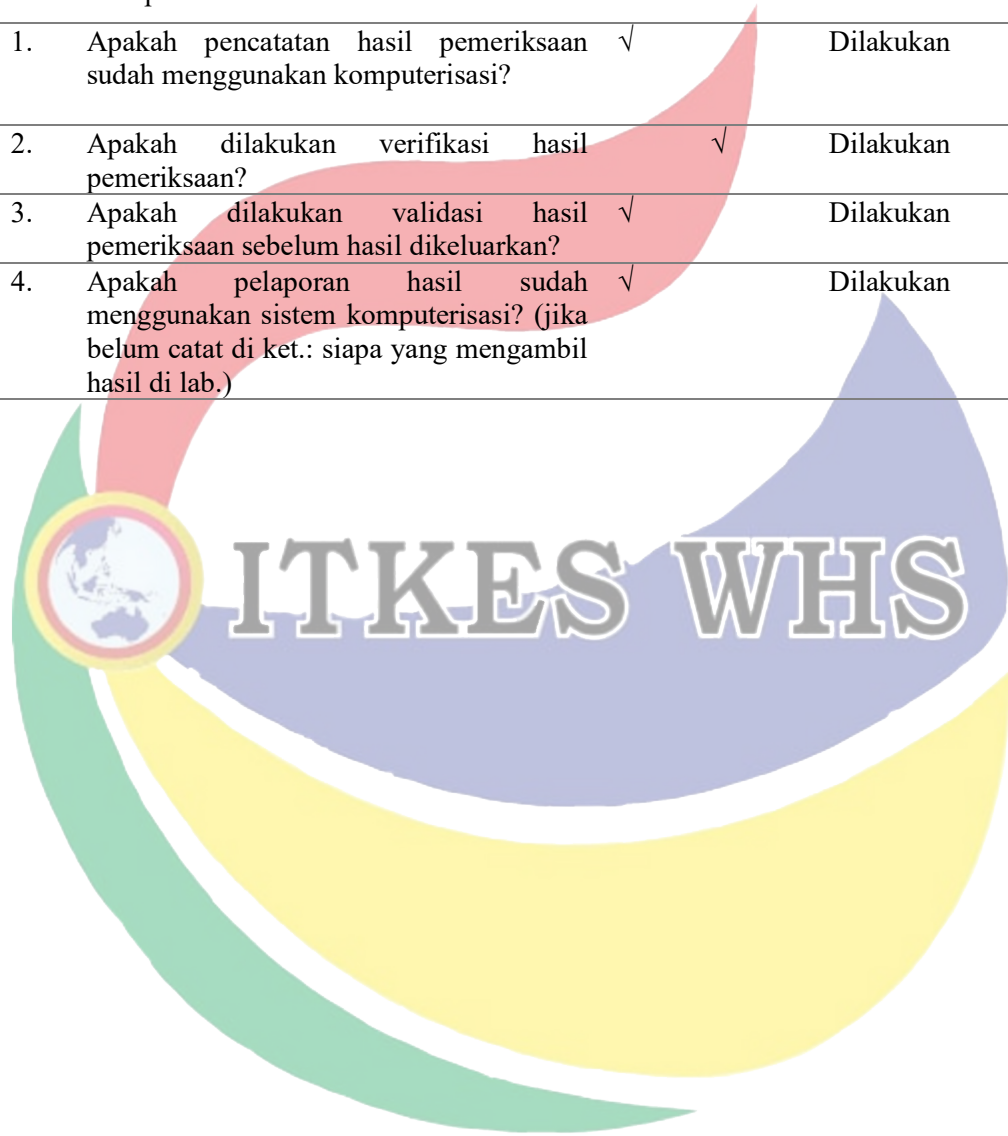 1. Apakah pencatatan hasil pemeriksaan √ Dilakukan
sudah menggunakan komputerisasi?
2. Apakah dilakukan verifikasi hasil √ Dilakukan
pemeriksaan?
3. Apakah dilakukan validasi hasil √ Dilakukan
pemeriksaan sebelum hasil dikeluarkan?
4. Apakah pelaporan hasil sudah √ Dilakukan
menggunakan sistem komputerisasi? (jika
belum catat di ket.: siapa yang mengambil
hasil di lab.)
ITKES WHS